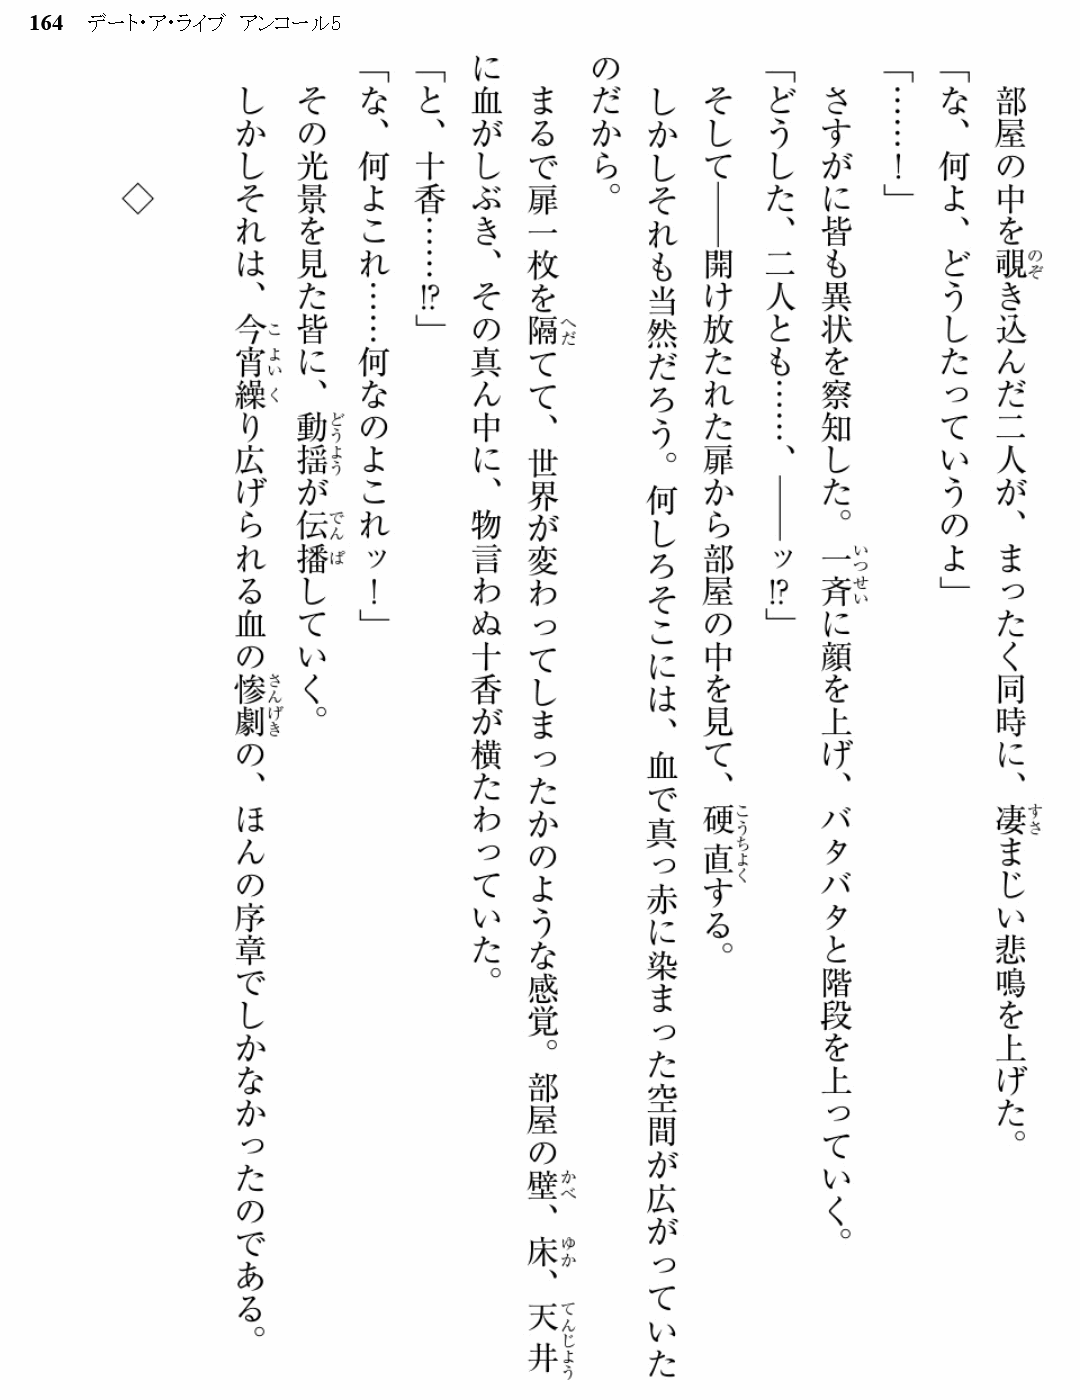 164 デート・ア・ライブ アンコール5
部屋の中を覗き込んだ二人が、まったく同時に、凄まじい悲鳴を上げた。
「な、何よ、どうしたっていうのよ」
「……！」
さすがに皆も異状を察知した。一斉に顔を上げ、バタバタと階段を上っていく。
「どうした、二人とも……、――ッ!?」
そして――開け放たれた扉から部屋の中を見て、硬直する。
しかしそれも当然だろう。何しろそこには、血で真っ赤に染まった空間が広がっていた
のだから。
まるで扉一枚を隔てて、世界が変わってしまったかのような感覚。部屋の壁、床、天井
に血がしぶき、その真ん中に、物言わぬ十香が横たわっていた。
「と、十香……!?」
「な、何よこれ……何なのよこれッ！」
その光景を見た皆に、動揺が伝播していく。
しかしそれは、今宵繰り広げられる血の惨劇の、ほんの序章でしかなかったのである。
◇